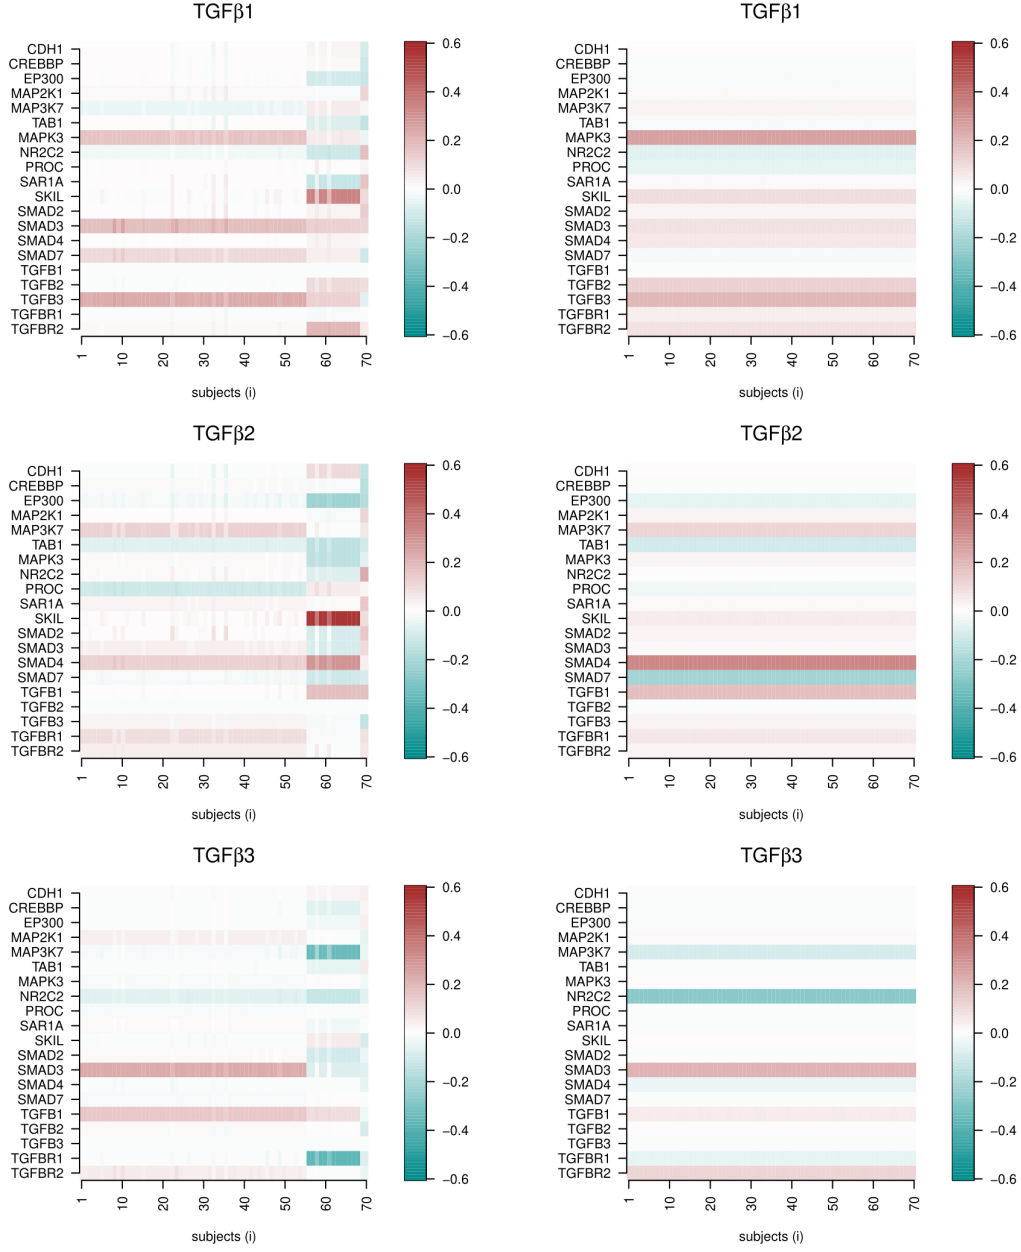 TGFβ1
CDH1
CREBBP
EP300
MAP2K1
MAP3K7
TAB1
MAPK3
NR2C2
PROC
SAR1A
SKIL
SMAD2
SMAD3
SMAD4
SMAD7
TGFB1
TGFB2
TGFB3
TGFBR1
TGFBR2
1 10 20 30 40 50 60 70
subjects (i)
0.6
0.4
0.2
0.0
−0.2
−0.4
−0.6
TGFβ1
CDH1
CREBBP
EP300
MAP2K1
MAP3K7
TAB1
MAPK3
NR2C2
PROC
SAR1A
SKIL
SMAD2
SMAD3
SMAD4
SMAD7
TGFB1
TGFB2
TGFB3
TGFBR1
TGFBR2
1 10 20 30 40 50 60 70
subjects (i)
0.6
0.4
0.2
0.0
−0.2
−0.4
−0.6
TGFβ2
CDH1
CREBBP
EP300
MAP2K1
MAP3K7
TAB1
MAPK3
NR2C2
PROC
SAR1A
SKIL
SMAD2
SMAD3
SMAD4
SMAD7
TGFB1
TGFB2
TGFB3
TGFBR1
TGFBR2
1 10 20 30 40 50 60 70
subjects (i)
0.6
0.4
0.2
0.0
−0.2
−0.4
−0.6
TGFβ2
CDH1
CREBBP
EP300
MAP2K1
MAP3K7
TAB1
MAPK3
NR2C2
PROC
SAR1A
SKIL
SMAD2
SMAD3
SMAD4
SMAD7
TGFB1
TGFB2
TGFB3
TGFBR1
TGFBR2
1 10 20 30 40 50 60 70
subjects (i)
0.6
0.4
0.2
0.0
−0.2
−0.4
−0.6
TGFβ3
CDH1
CREBBP
EP300
MAP2K1
MAP3K7
TAB1
MAPK3
NR2C2
PROC
SAR1A
SKIL
SMAD2
SMAD3
SMAD4
SMAD7
TGFB1
TGFB2
TGFB3
TGFBR1
TGFBR2
1 10 20 30 40 50 60 70
subjects (i)
0.6
0.4
0.2
0.0
−0.2
−0.4
−0.6
TGFβ3
CDH1
CREBBP
EP300
MAP2K1
MAP3K7
TAB1
MAPK3
NR2C2
PROC
SAR1A
SKIL
SMAD2
SMAD3
SMAD4
SMAD7
TGFB1
TGFB2
TGFB3
TGFBR1
TGFBR2
1 10 20 30 40 50 60 70
subjects (i)
0.6
0.4
0.2
0.0
−0.2
−0.4
−0.6